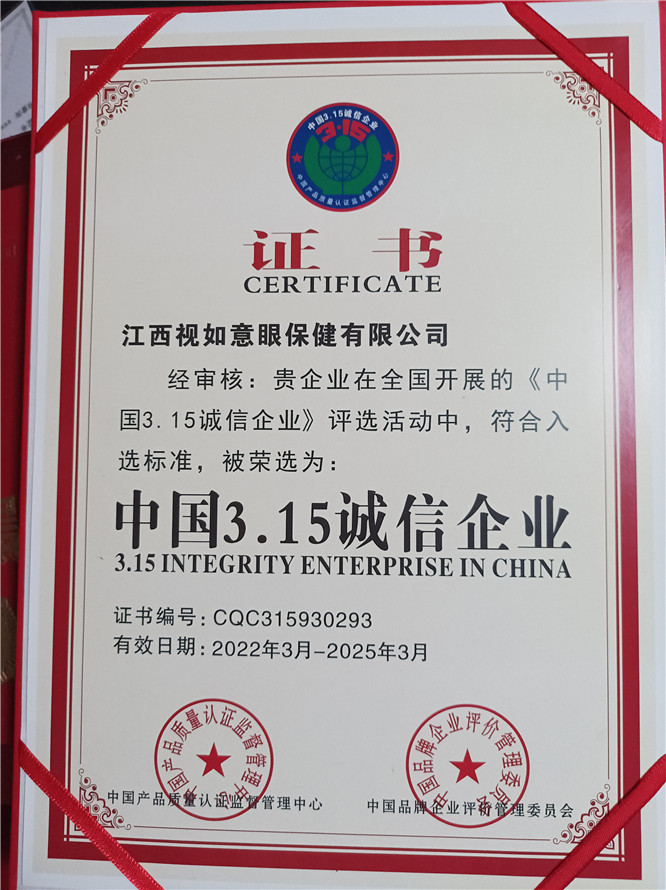 中国3.15诚信企业
3·15
中国产品质量认证监督管理中心
证 书
CERTIFICATE
江西视如意眼保健有限公司
经审核：贵企业在全国开展的《中
国3.15诚信企业》评选活动中，符合入
选标准，被荣选为：
中国3.15诚信企业
3.15 INTEGRITY ENTERPRISE IN CHINA
证书编号：CQC315930293
有效日期：2022年3月-2025年3月
中国产品质量认证监督管理中心
中国品牌企业评价管理委员会
中国产品质量认证监督管理中心
中国品牌企业评价管理委员会